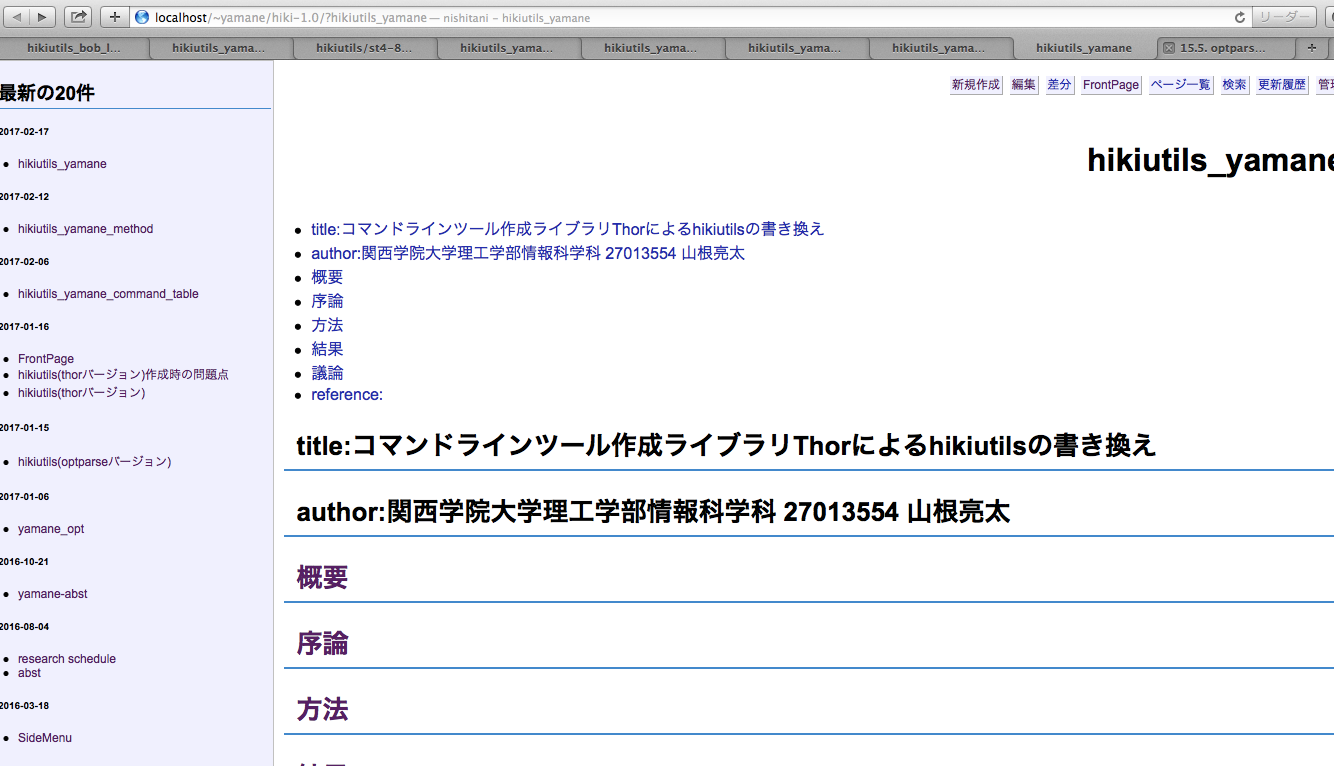 localhost/~yamane/hiki-1.0/?hikiutils_yamane — nishitani - hikiutils_yamane
リーダー
hikiutils_bob_l... hikiutils_yama... hikiutils/st4-8... hikiutils_yama... hikiutils_yama... hikiutils_yama... hikiutils_yama... hikiutils_yamane 15.5. optpars...
最新の20件
2017-02-17
hikiutils_yamane
2017-02-12
hikiutils_yamane_method
2017-02-06
hikiutils_yamane_command_table
2017-01-16
FrontPage
hikiutils(thorバージョン)作成時の問題点
hikiutils(thorバージョン)
2017-01-15
hikiutils(optparseバージョン)
2017-01-06
yamane_opt
2016-10-21
yamane-abst
2016-08-04
research schedule
abst
2016-03-18
SideMenu
新規作成 編集 差分 FrontPage ページ一覧 検索 更新履歴
hikiutils_yamane
title:コマンドラインツール作成ライブラリThorによるhikiutilsの書き換え
author:関西学院大学理工学部情報科学科 27013554 山根亮太
概要
序論
方法
結果
議論
reference:
title:コマンドラインツール作成ライブラリThorによるhikiutilsの書き換え
author:関西学院大学理工学部情報科学科 27013554 山根亮太
概要
序論
方法